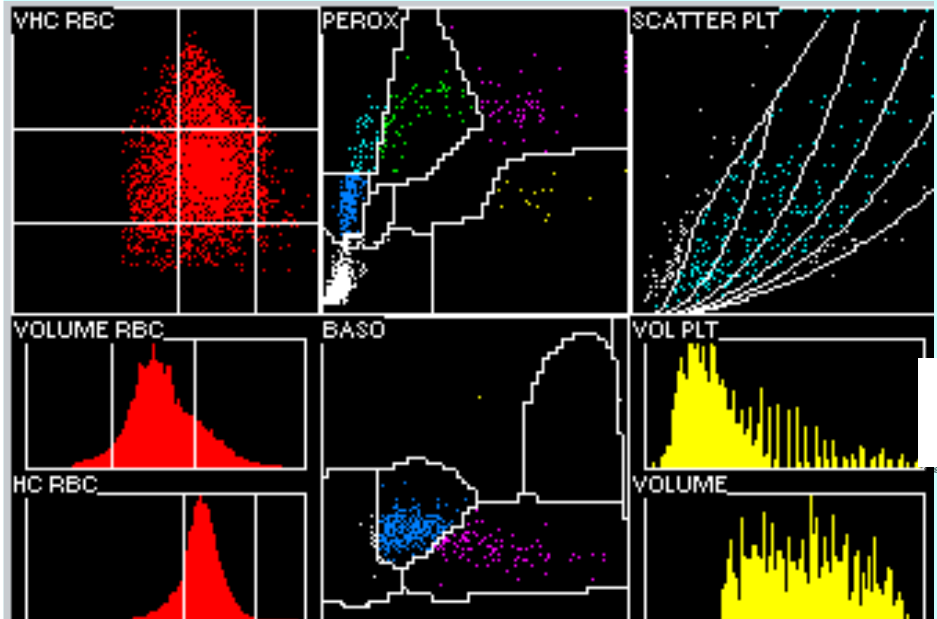 VHC RBC
PEROX
SCATTER PLT
VOLUME RBC
BASO
VOL PLT
HC RBC
VOLUME